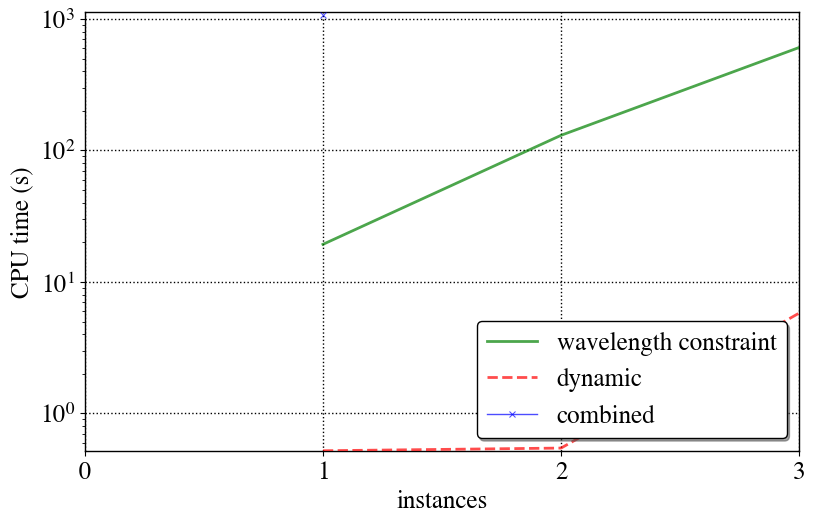 10³
10²
10¹
10⁰
CPU time (s)
wavelength constraint
dynamic
combined
0 1 2 3
instances